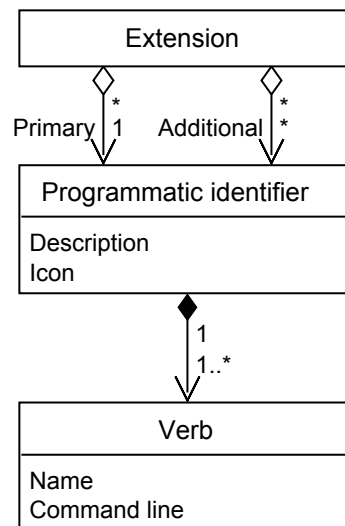 Extension
* *
Primary 1 Additional *
Programmatic identifier
Description
Icon
1
1..*
Verb
Name
Command line